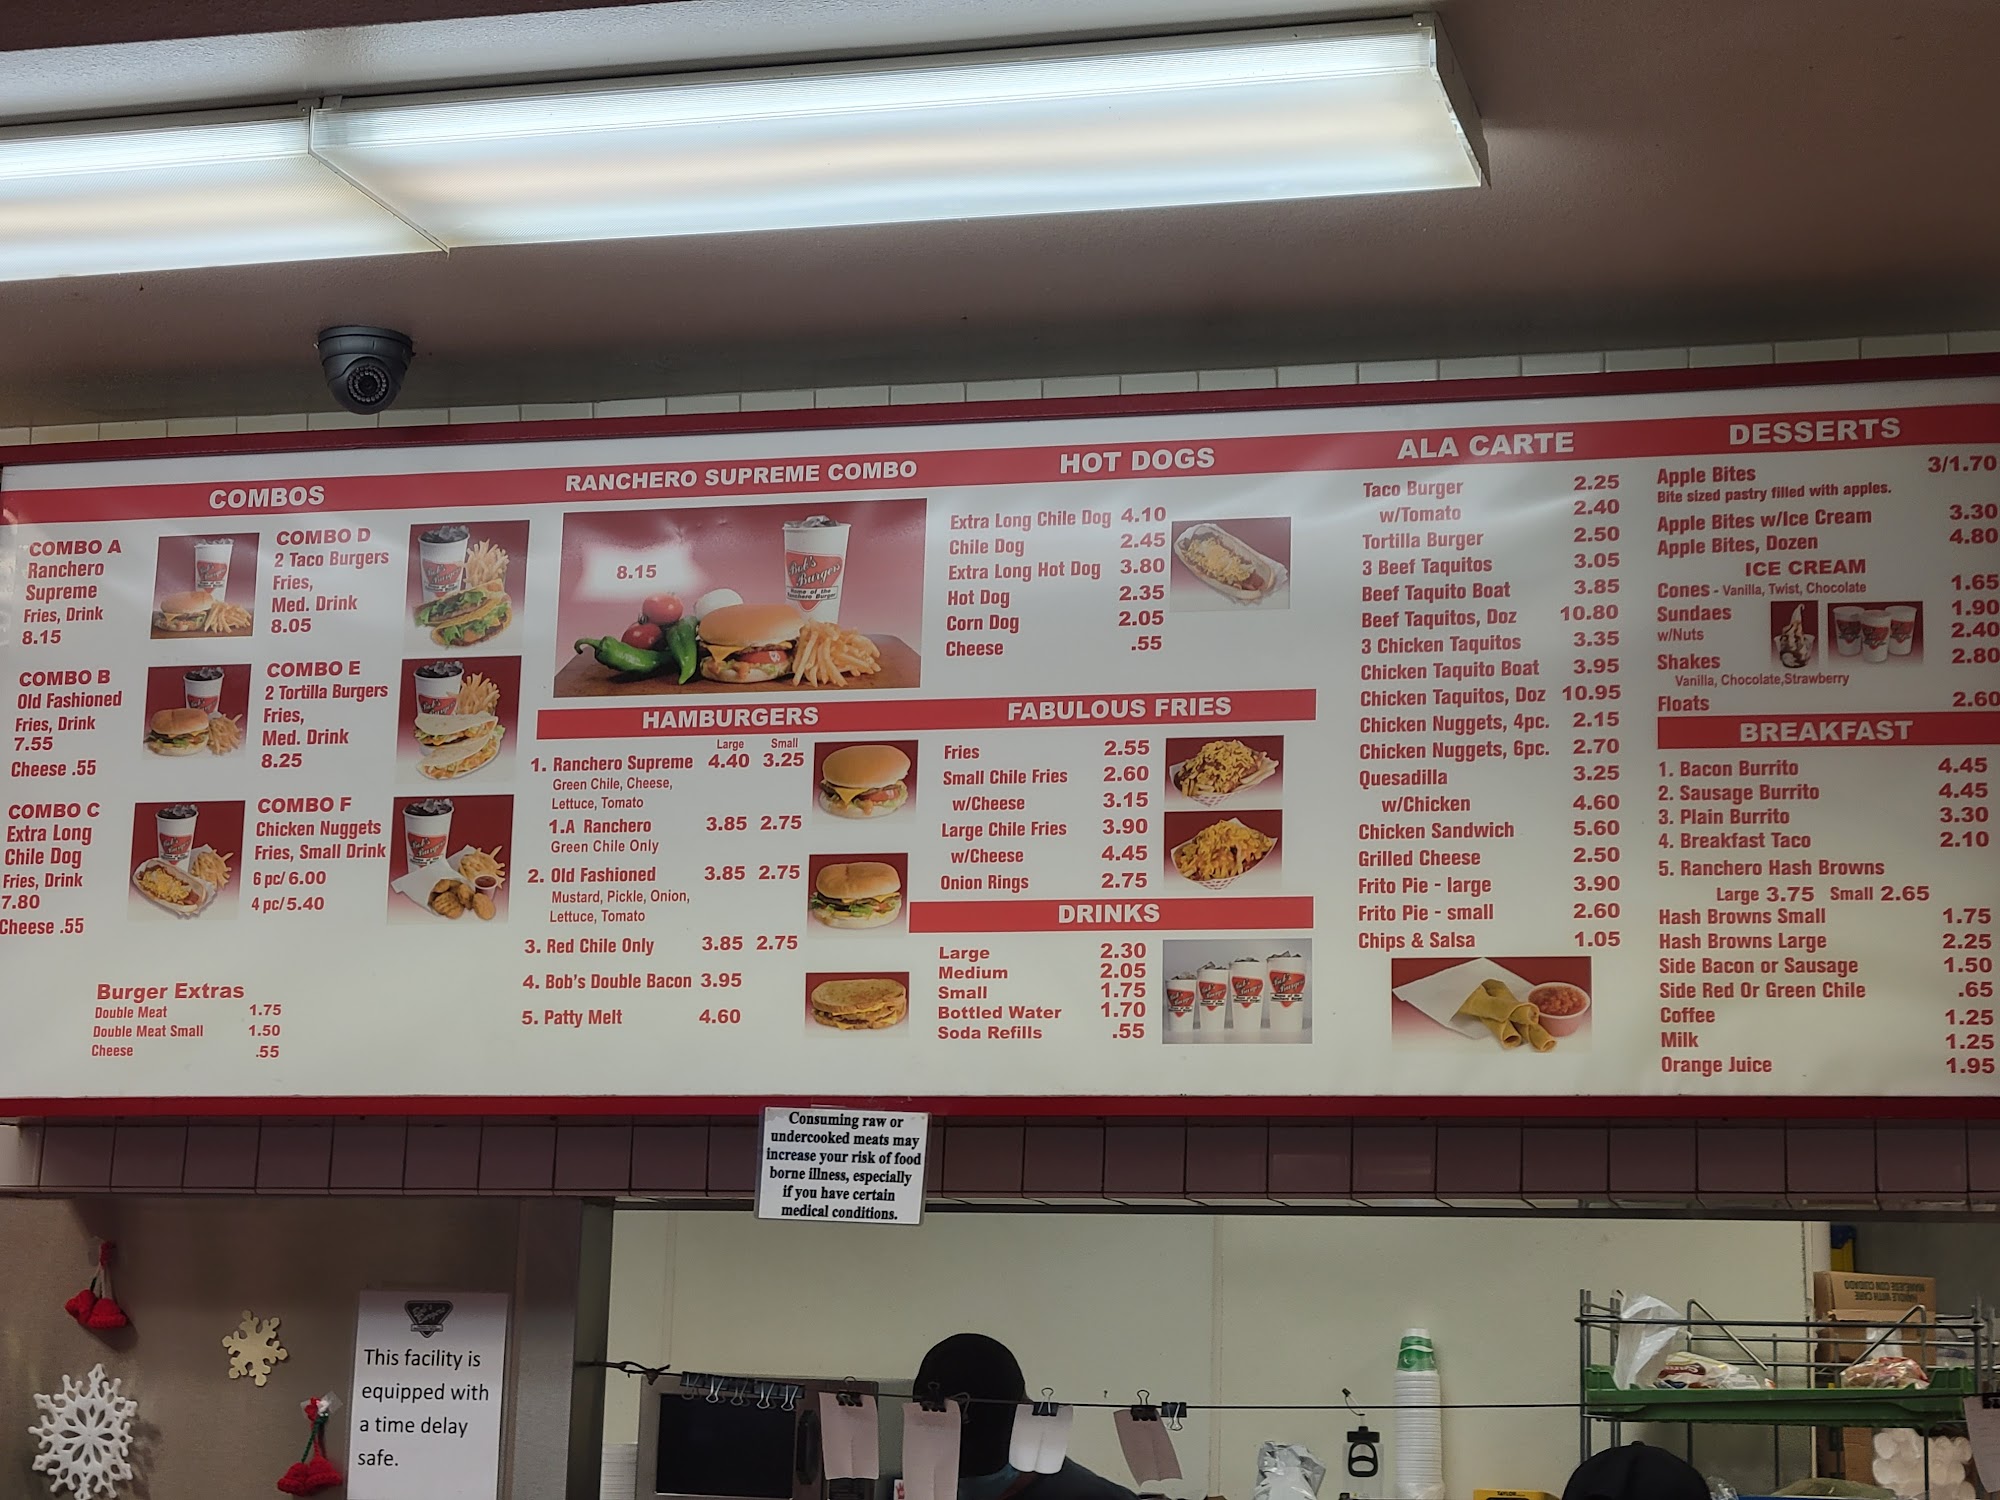 COMBOS
COMBO A
Ranchero
Supreme
Fries, Drink
8.15
COMBO B
Old Fashioned
Fries, Drink
7.55
Cheese .55
COMBO C
Extra Long
Chile Dog
Fries, Drink
7.80
Cheese .55
COMBO D
2 Taco Burgers
Fries,
Med. Drink
8.05
COMBO E
2 Tortilla Burgers
Fries,
Med. Drink
8.25
COMBO F
Chicken Nuggets
Fries, Small Drink
6 pc/ 6.00
4 pc/ 5.40
Burger Extras
Double Meat 1.75
Double Meat Small 1.50
Cheese .55
RANCHERO SUPREME COMBO
8.15
Bob's
Burgers
Home of the
Ranchero Burger
HAMBURGERS
Large Small
1. Ranchero Supreme 4.40 3.25
Green Chile, Cheese,
Lettuce, Tomato
1.A Ranchero 3.85 2.75
Green Chile Only
2. Old Fashioned 3.85 2.75
Mustard, Pickle, Onion,
Lettuce, Tomato
3. Red Chile Only 3.85 2.75
4. Bob's Double Bacon 3.95
5. Patty Melt 4.60
HOT DOGS
Extra Long Chile Dog 4.10
Chile Dog 2.45
Extra Long Hot Dog 3.80
Hot Dog 2.35
Corn Dog 2.05
Cheese .55
FABULOUS FRIES
Fries 2.55
Small Chile Fries 2.60
w/Cheese 3.15
Large Chile Fries 3.90
w/Cheese 4.45
Onion Rings 2.75
DRINKS
Large 2.30
Medium 2.05
Small 1.75
Bottled Water 1.70
Soda Refills .55
ALA CARTE
Taco Burger 2.25
w/Tomato 2.40
Tortilla Burger 2.50
3 Beef Taquitos 3.05
Beef Taquito Boat 3.85
Beef Taquitos, Doz 10.80
3 Chicken Taquitos 3.35
Chicken Taquito Boat 3.95
Chicken Taquitos, Doz 10.95
Chicken Nuggets, 4pc. 2.15
Chicken Nuggets, 6pc. 2.70
Quesadilla 3.25
w/Chicken 4.60
Chicken Sandwich 5.60
Grilled Cheese 2.50
Frito Pie - large 3.90
Frito Pie - small 2.60
Chips & Salsa 1.05
DESSERTS
Apple Bites 3/1.70
Bite sized pastry filled with apples.
Apple Bites w/Ice Cream 3.30
Apple Bites, Dozen 4.80
ICE CREAM
Cones - Vanilla, Twist, Chocolate 1.65
Sundaes 1.90
w/Nuts 2.40
Shakes 2.80
Vanilla, Chocolate,Strawberry
Floats 2.60
BREAKFAST
1. Bacon Burrito 4.45
2. Sausage Burrito 4.45
3. Plain Burrito 3.30
4. Breakfast Taco 2.10
5. Ranchero Hash Browns
Large 3.75 Small 2.65
Hash Browns Small 1.75
Hash Browns Large 2.25
Side Bacon or Sausage 1.50
Side Red Or Green Chile .65
Coffee 1.25
Milk 1.25
Orange Juice 1.95
Consuming raw or
undercooked meats may
increase your risk of food
borne illness, especially
if you have certain
medical conditions.
This facility is
equipped with
a time delay
safe.
HANDLE WITH CARE
MANEJESE CON CUIDADO